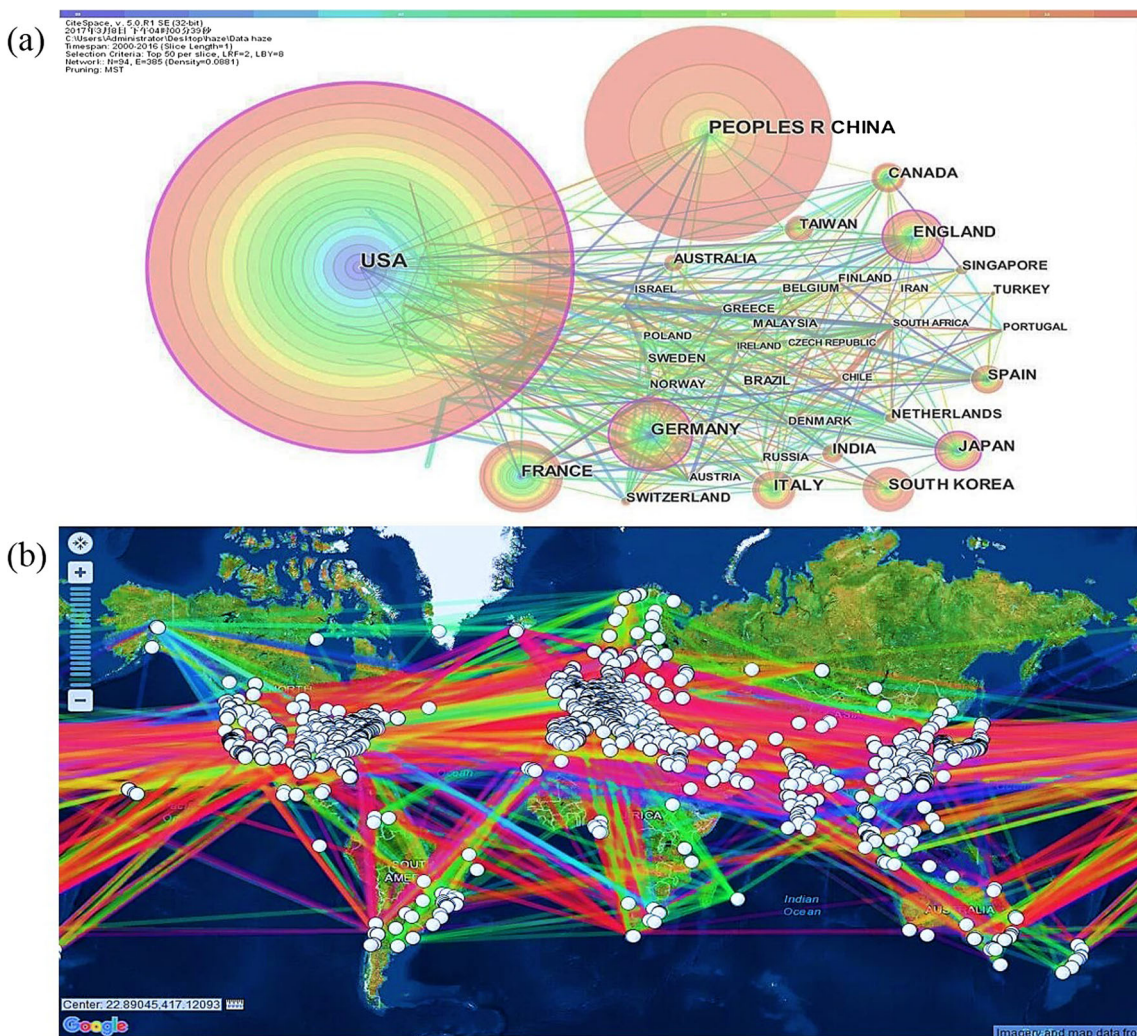 (a)
CiteSpace, v. 5.0.R1 SE (32-bit)
2017年3月8日 下午04时00分39秒
C:\Users\Administrator\Desktop\haze\Data haze
Timespan: 2000-2016 (Slice Length=1)
Selection Criteria: Top 50 per slice, LRF=2, LBY=8
Network: N=94, E=385 (Density=0.0881)
Pruning: MST
PEOPLES R CHINA
CANADA
TAIWAN
ENGLAND
USA
AUSTRALIA
SINGAPORE
FINLAND
ISRAEL
BELGIUM
IRAN
TURKEY
GREECE
MALAYSIA
SOUTH AFRICA
PORTUGAL
POLAND
IRELAND
CZECH REPUBLIC
SWEDEN
SPAIN
NORWAY
BRAZIL
CHILE
NETHERLANDS
DENMARK
GERMANY
JAPAN
INDIA
RUSSIA
FRANCE
AUSTRIA
ITALY
SOUTH KOREA
SWITZERLAND
(b)
+
−
NORTH
Ocean
RICA
SOUT
AMER
Indian
Ocean
AUSTRALIA
Center: 22.89045,417.12093
Google
Imagery and map data fro